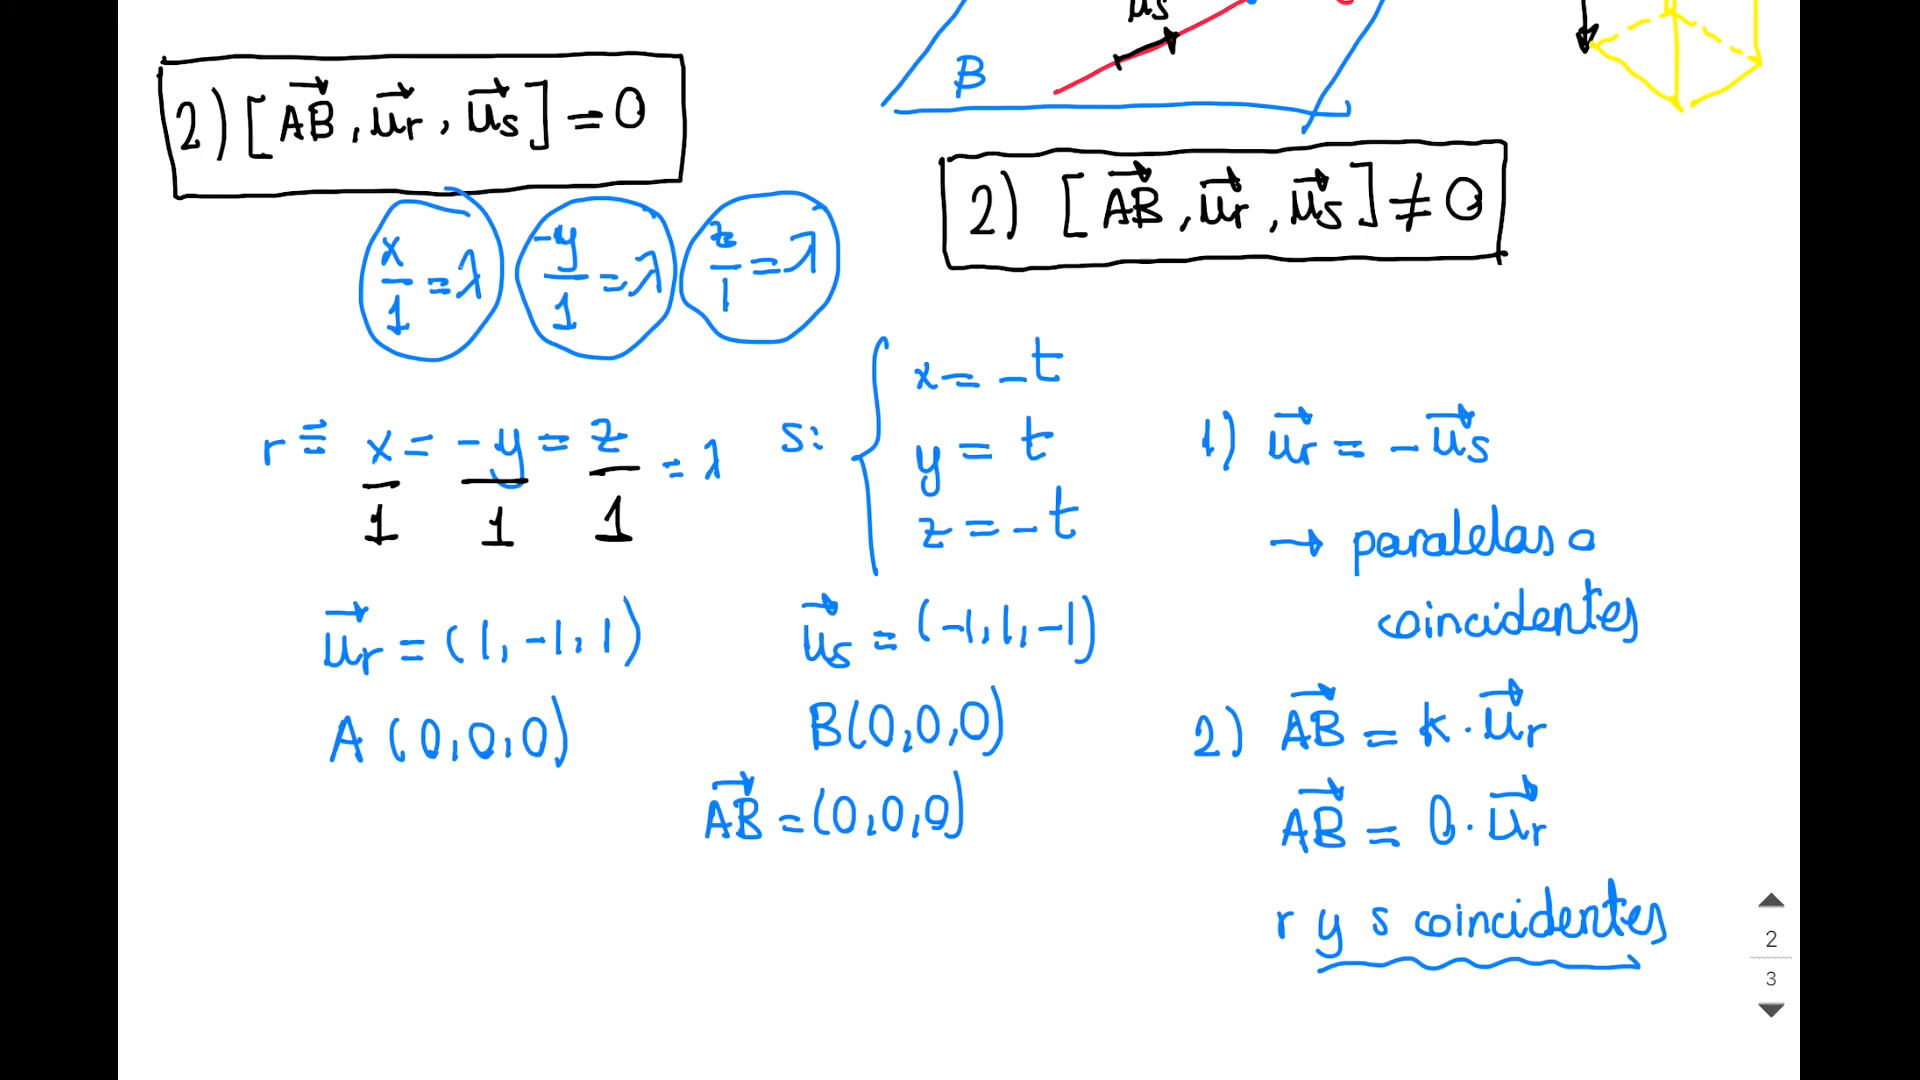 μs
B
2) [AB, ur, us] = 0
2) [AB, ur, us] ≠ 0
x/1 = λ  -y/1 = λ  z/1 = λ
r ≡ x/1 = -y/1 = z/1 = λ
s: { x = -t
y = t
z = -t
1) ur = -us
→ paralelas o
coincidentes
ur = (1, -1, 1)
us = (-1, 1, -1)
A (0, 0, 0)
B(0, 0, 0)
AB = (0, 0, 0)
2) AB = k · ur
AB = 0 · ur
r y s coincidentes
2
3